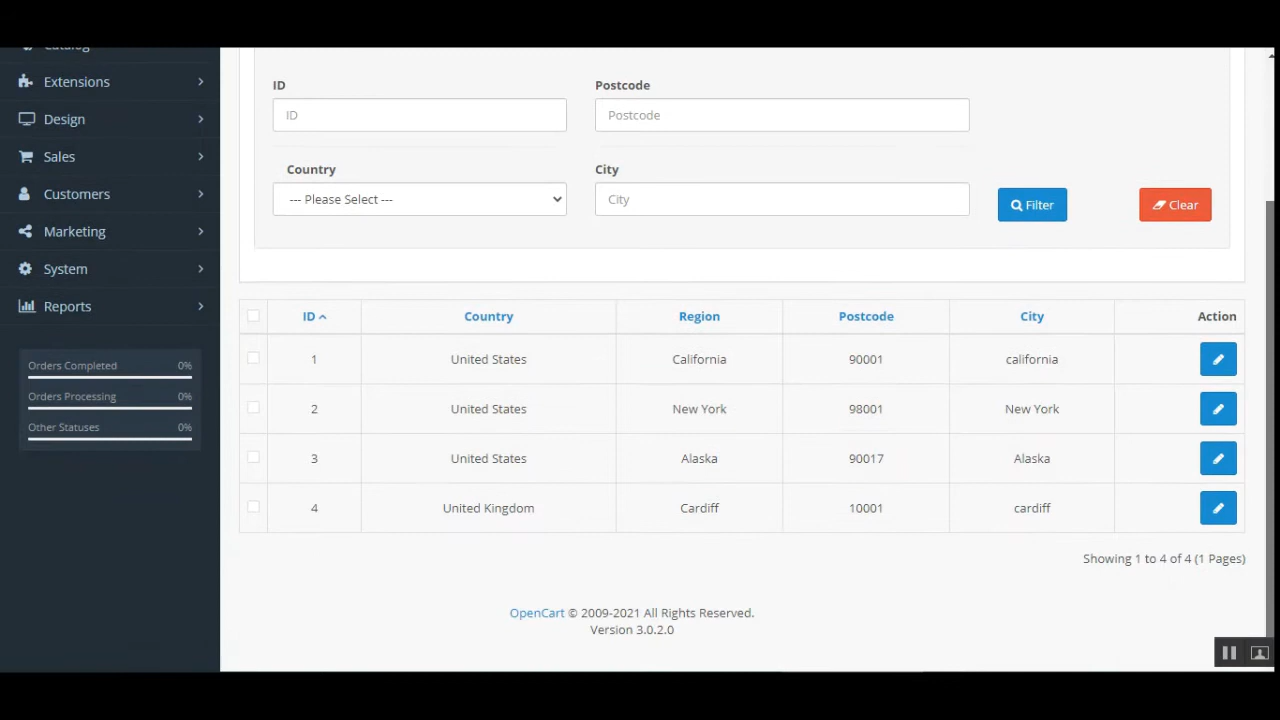 Catalog
Extensions
Design
Sales
Customers
Marketing
System
Reports
Orders Completed 0%
Orders Processing 0%
Other Statuses 0%
ID Postcode
ID Postcode
Country City
--- Please Select --- City Filter Clear
ID Country Region Postcode City Action
1 United States California 90001 california
2 United States New York 98001 New York
3 United States Alaska 90017 Alaska
4 United Kingdom Cardiff 10001 cardiff
Showing 1 to 4 of 4 (1 Pages)
OpenCart © 2009-2021 All Rights Reserved.
Version 3.0.2.0